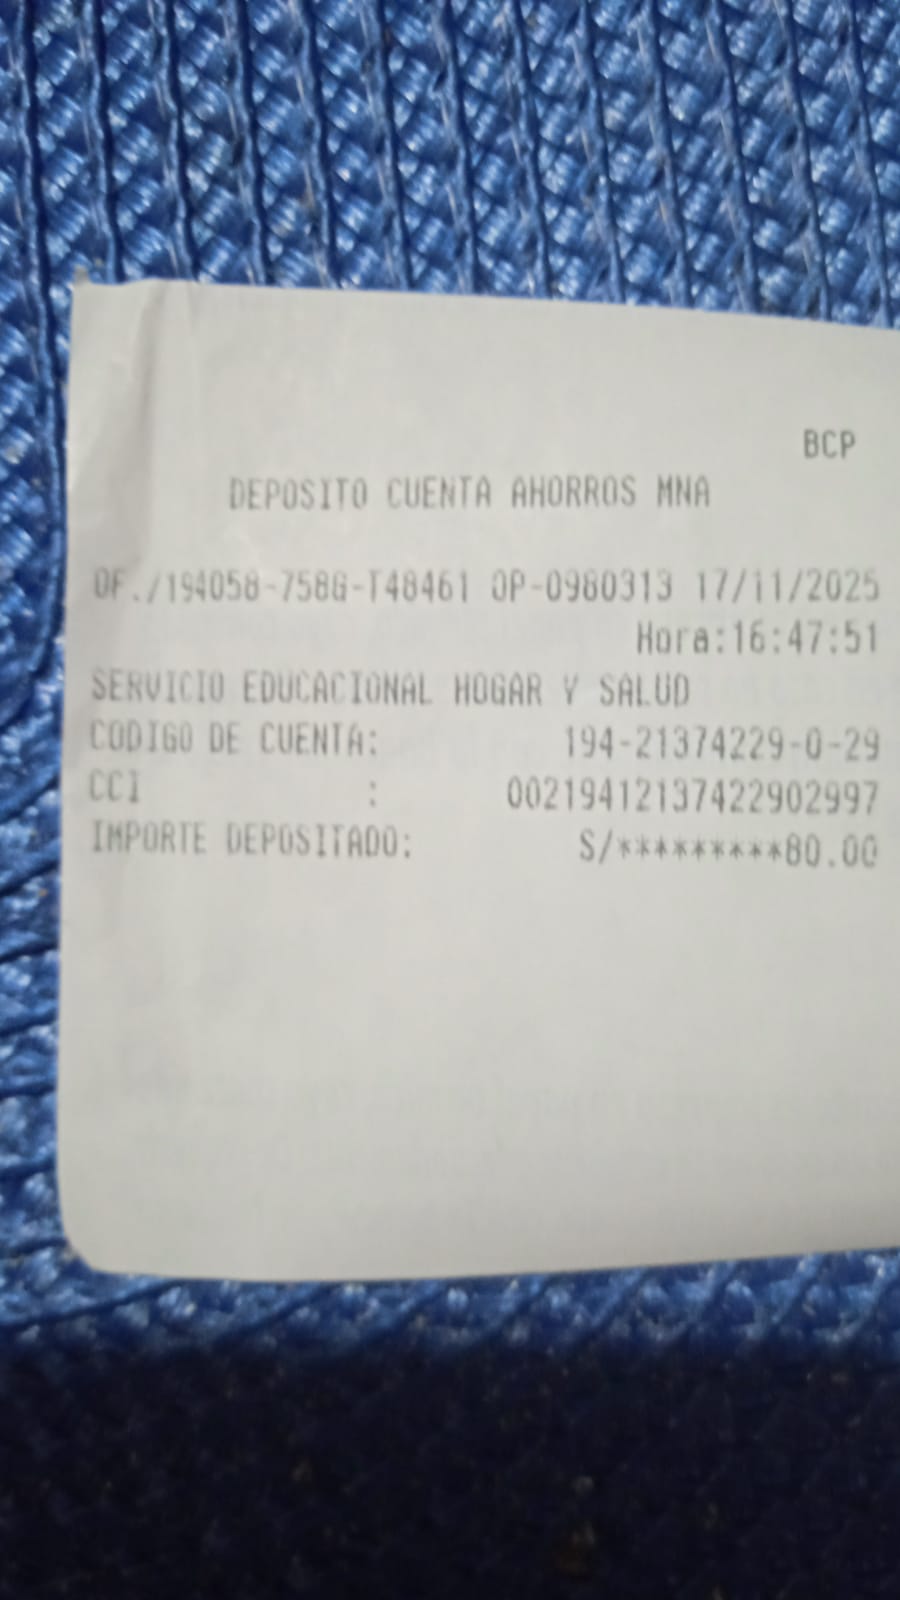 BCP
DEPOSITO CUENTA AHORROS MNA
OF./194058-758G-T48461 OP-0980313 17/11/2025
Hora:16:47:51
SERVICIO EDUCACIONAL HOGAR Y SALUD
CODIGO DE CUENTA: 194-21374229-0-29
CCI : 00219412137422902997
IMPORTE DEPOSITADO: S/*********80.00